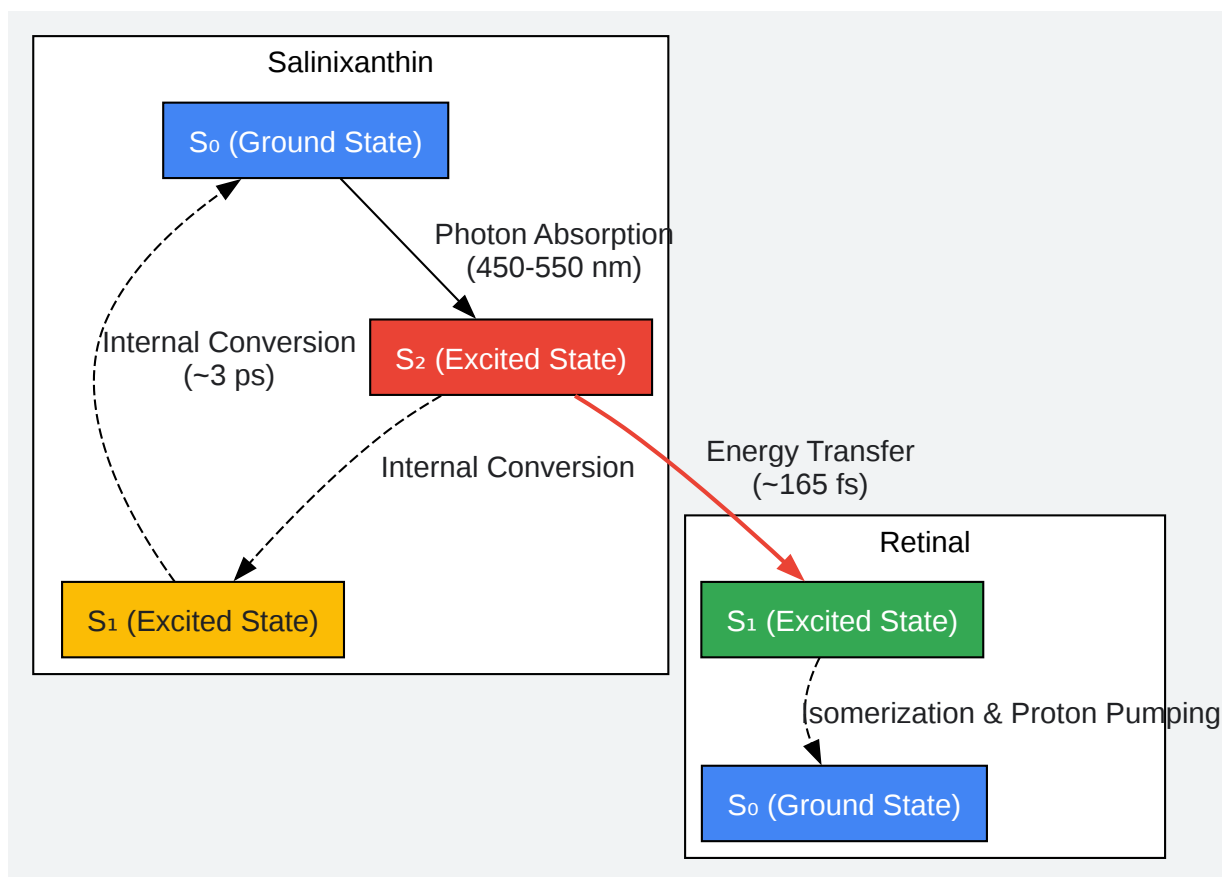 Salinixanthin
S₀ (Ground State)
Photon Absorption
(450-550 nm)
Internal Conversion
(~3 ps)
S₂ (Excited State)
Internal Conversion
Energy Transfer
(~165 fs)
S₁ (Excited State)
Retinal
S₁ (Excited State)
Isomerization & Proton Pumping
S₀ (Ground State)